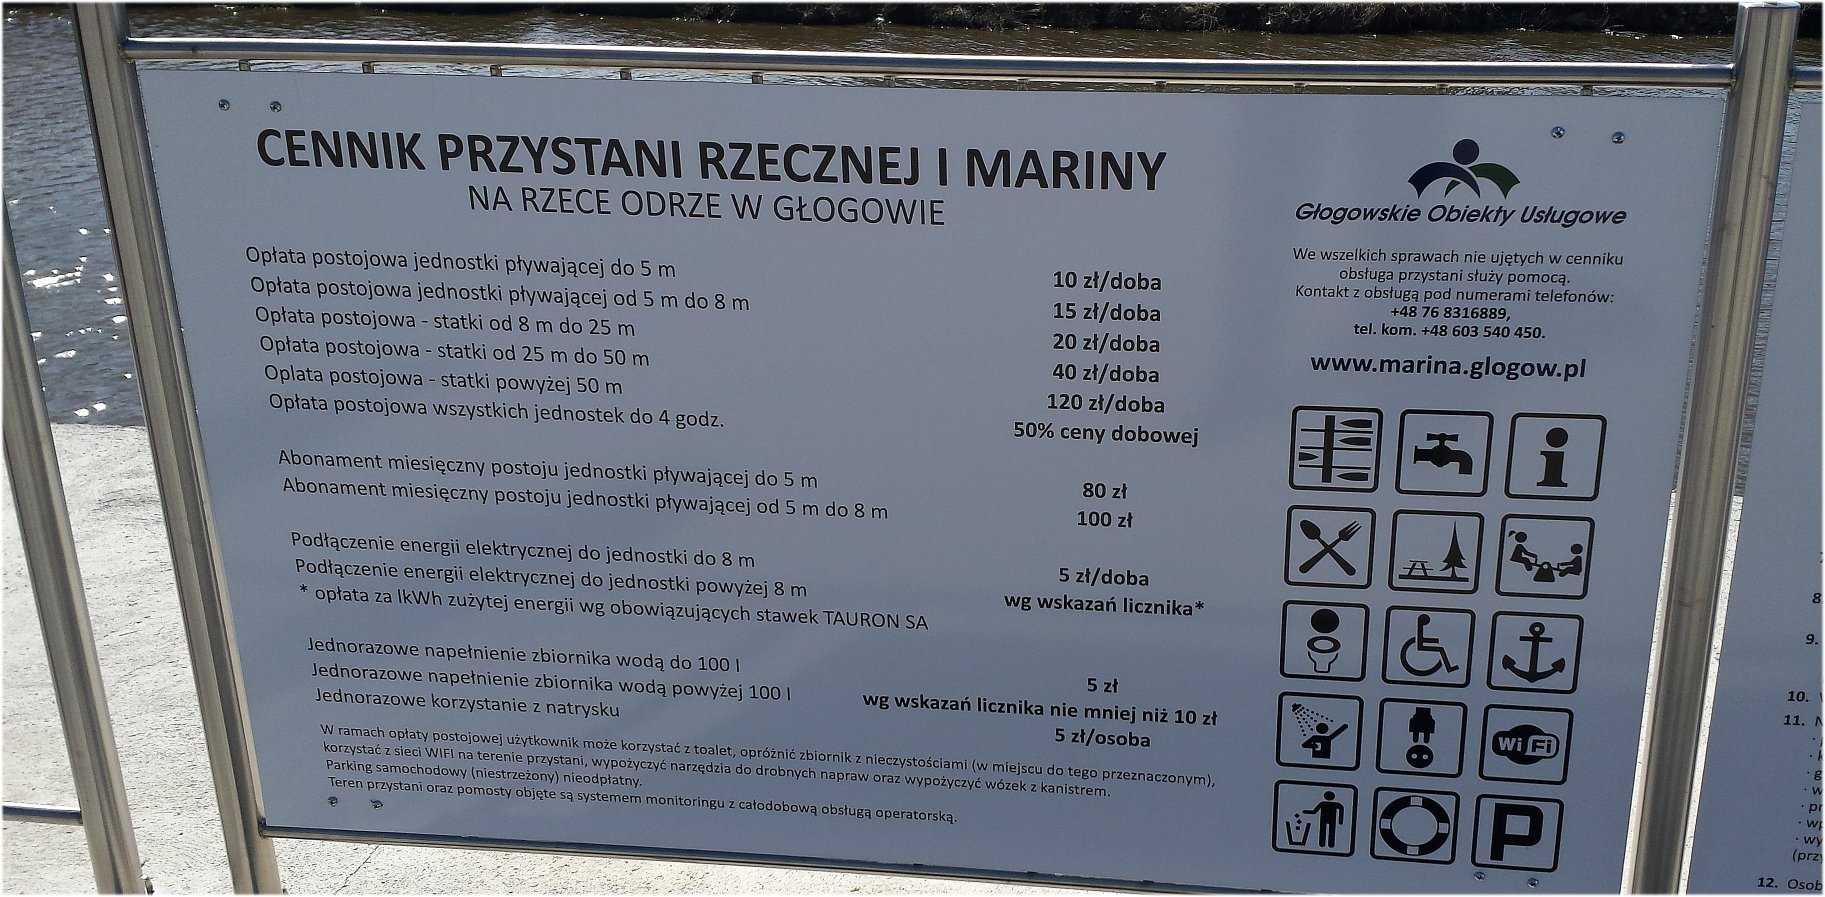 CENNIK PRZYSTANI RZECZNEJ I MARINY
NA RZECE ODRZE W GŁOGOWIE
Opłata postojowa jednostki pływającej do 5 m 10 zł/doba
Opłata postojowa jednostki pływającej od 5 m do 8 m 15 zł/doba
Opłata postojowa - statki od 8 m do 25 m 20 zł/doba
Opłata postojowa - statki od 25 m do 50 m 40 zł/doba
Oplata postojowa - statki powyżej 50 m 120 zł/doba
Opłata postojowa wszystkich jednostek do 4 godz. 50% ceny dobowej
Abonament miesięczny postoju jednostki pływającej do 5 m 80 zł
Abonament miesięczny postoju jednostki pływającej od 5 m do 8 m 100 zł
Podłączenie energii elektrycznej do jednostki do 8 m 5 zł/doba
Podłączenie energii elektrycznej do jednostki powyżej 8 m wg wskazań licznika*
* opłata za lkWh zużytej energii wg obowiązujących stawek TAURON SA
Jednorazowe napełnienie zbiornika wodą do 100 l 5 zł
Jednorazowe napełnienie zbiornika wodą powyżej 100 l wg wskazań licznika nie mniej niż 10 zł
Jednorazowe korzystanie z natrysku 5 zł/osoba
W ramach opłaty postojowej użytkownik może korzystać z toalet, opróżnić zbiornik z nieczystościami (w miejscu do tego przeznaczonym),
korzystać z sieci WIFI na terenie przystani, wypożyczyć narzędzia do drobnych napraw oraz wypożyczyć wózek z kanistrem.
Parking samochodowy (niestrzeżony) nieodpłatny.
Teren przystani oraz pomosty objęte są systemem monitoringu z całodobową obsługą operatorską.
Głogowskie Obiekty Usługowe
We wszelkich sprawach nie ujętych w cenniku
obsługa przystani służy pomocą.
Kontakt z obsługą pod numerami telefonów:
+48 76 8316889,
tel. kom. +48 603 540 450.
www.marina.glogow.pl
i
Wi Fi
P
8
9.
10.
11.
(przy
12. Osob